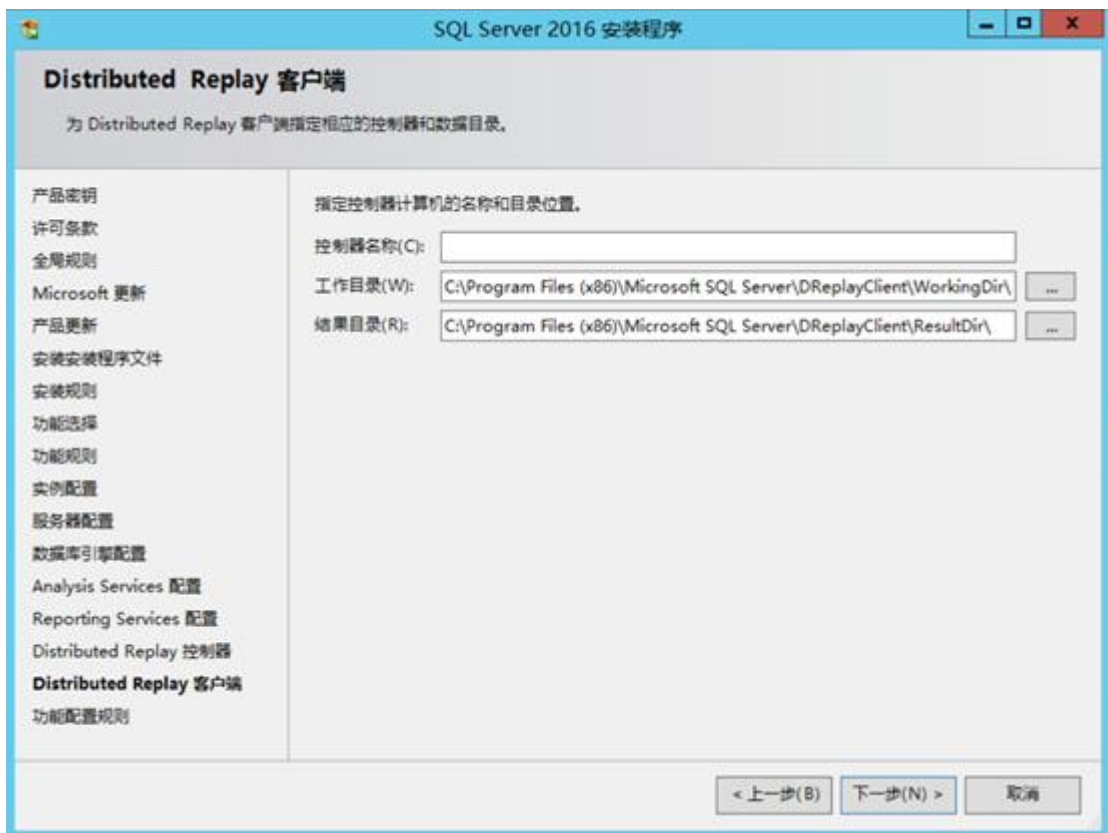 SQL Server 2016 安装程序
Distributed Replay 客户端
为 Distributed Replay 客户端指定相应的控制器和数据目录。
产品密钥
许可条款
全局规则
Microsoft 更新
产品更新
安装安装程序文件
安装规则
功能选择
功能规则
实例配置
服务器配置
数据库引擎配置
Analysis Services 配置
Reporting Services 配置
Distributed Replay 控制器
Distributed Replay 客户端
功能配置规则
指定控制器计算机的名称和目录位置。
控制器名称(C):
工作目录(W): C:\Program Files (x86)\Microsoft SQL Server\DReplayClient\WorkingDir\ ...
结果目录(R): C:\Program Files (x86)\Microsoft SQL Server\DReplayClient\ResultDir\ ...
< 上一步(B) 下一步(N) > 取消